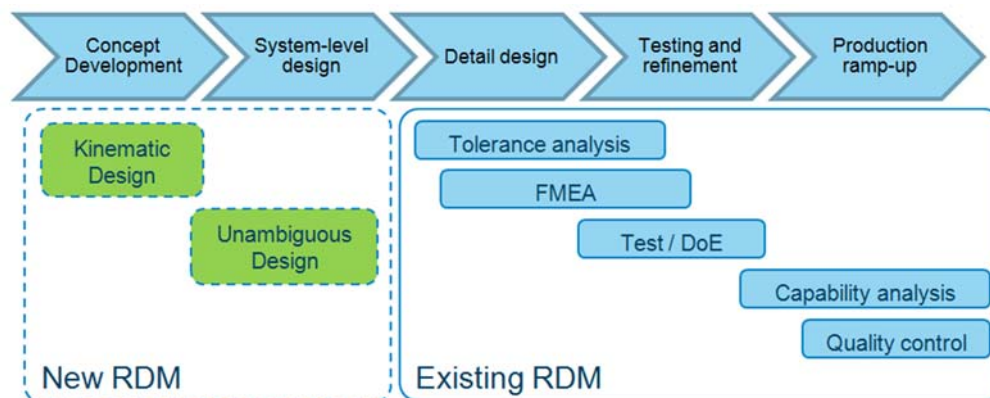 Concept
Development
System-level
design
Detail design
Testing and
refinement
Production
ramp-up
Kinematic
Design
Unambiguous
Design
New RDM
Tolerance analysis
FMEA
Test / DoE
Capability analysis
Quality control
Existing RDM